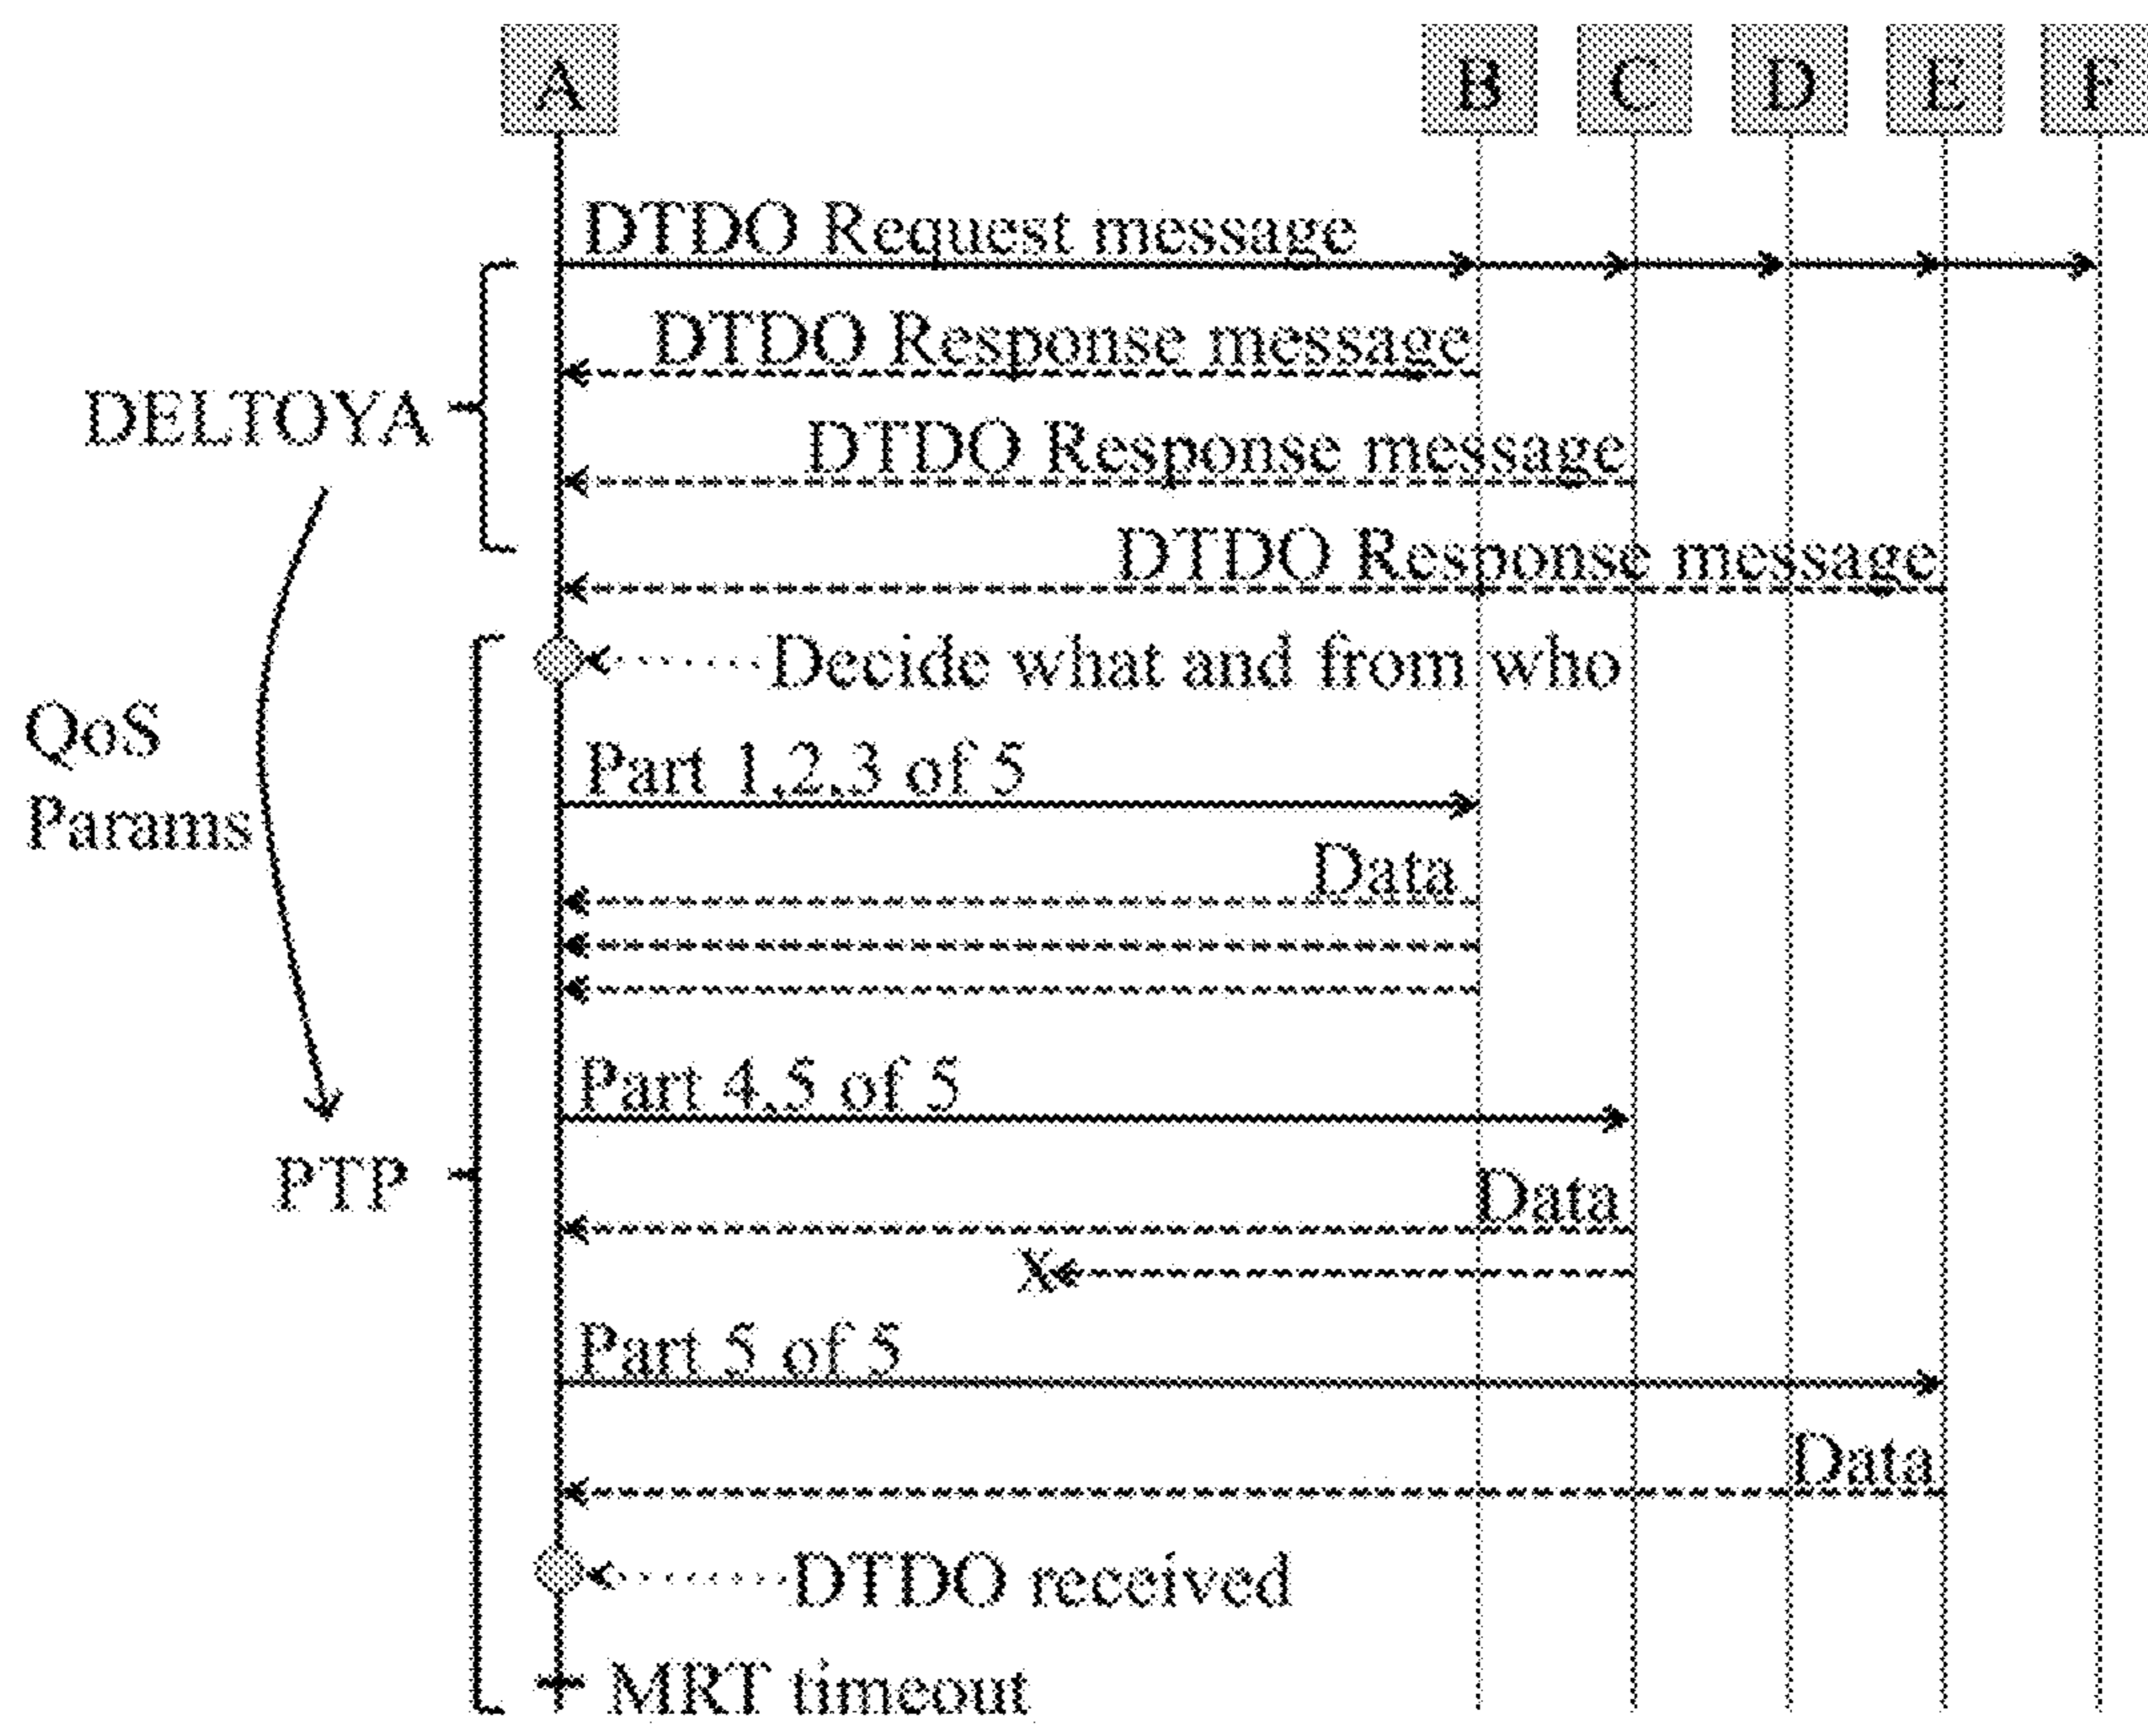 A B C D E F
DTDO Request message
DTDO Response message
DELTOYA
DTDO Response message
DTDO Response message
Decide what and from who
QoS
Params
Part 1,2,3 of 5
Data
Part 4,5 of 5
PTP
Data
X
Part 5 of 5
Data
DTDO received
MRT timeout